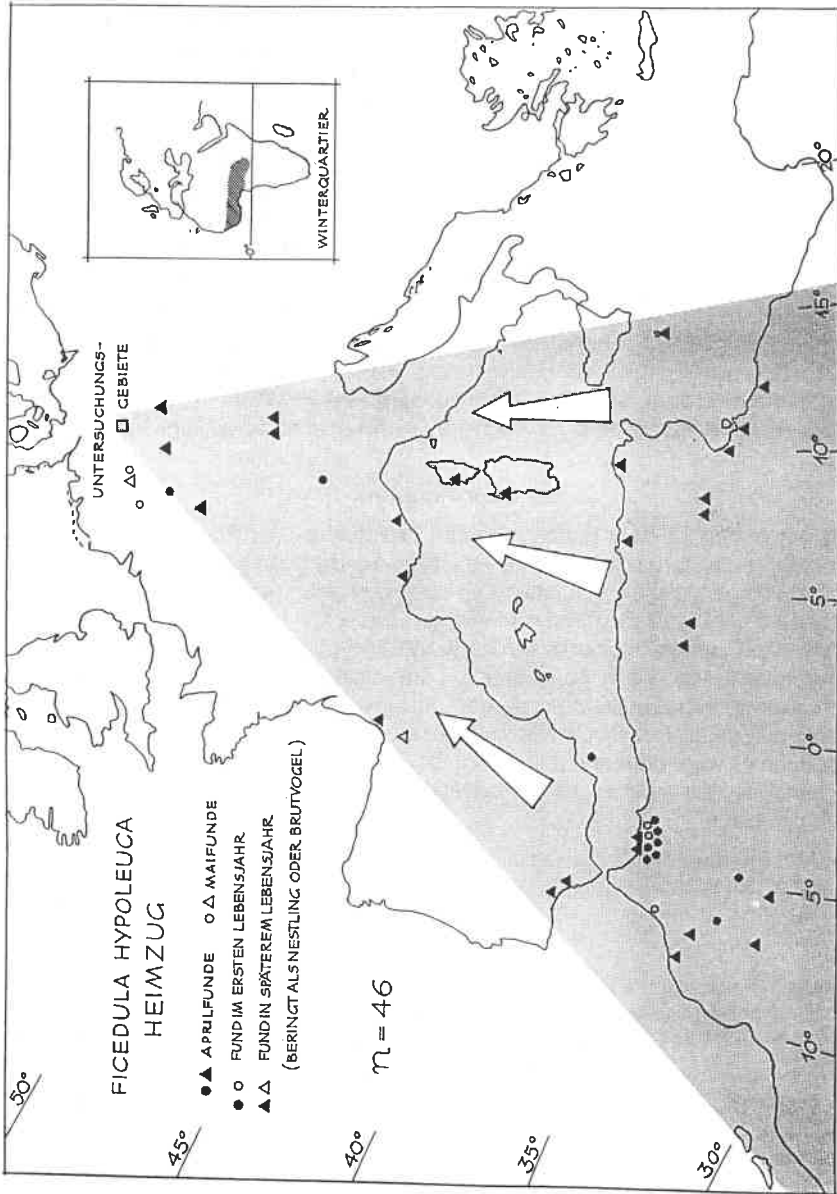 FICEDULA HYPOLEUCA
HEIMZUG
●▲ APRILFUNDE ○△ MAIFUNDE
● ○ FUND IM ERSTEN LEBENSJAHR
▲ △ FUND IN SPÄTEREM LEBENSJAHR
(BERINGT ALS NESTLING ODER BRUTVOGEL)
n = 46
UNTERSUCHUNGS-
GEBIETE
WINTERQUARTIER
50°
45°
40°
35°
30°
10°
5°
0°
5°
10°
15°
20°